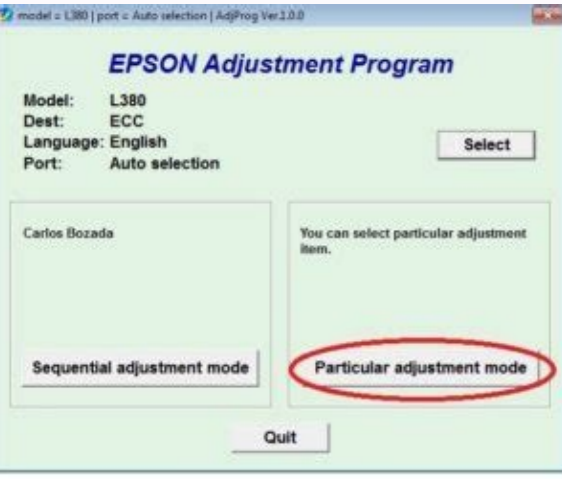 model = L380 | port = Auto selection | AdjProg Ver.1.0.0
EPSON Adjustment Program
Model: L380
Dest: ECC
Language: English
Port: Auto selection
Select
Carlos Bozada
You can select particular adjustment
item.
Sequential adjustment mode
Particular adjustment mode
Quit